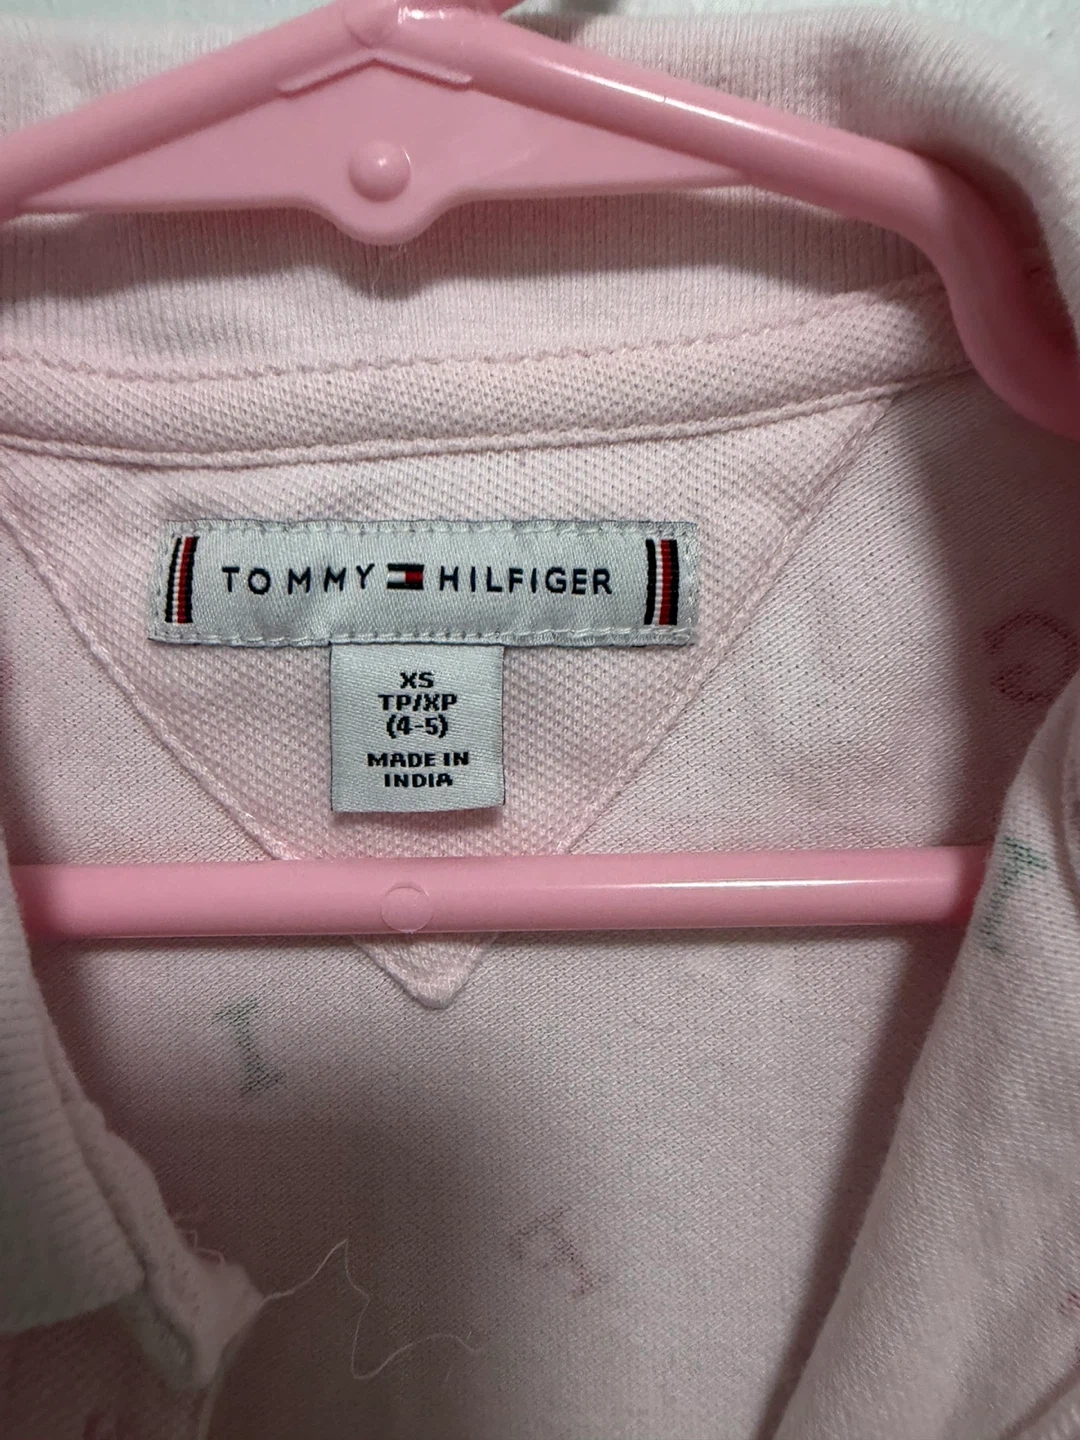 TOMMY HILFIGER
XS
TP/XP
(4-5)
MADE IN
INDIA